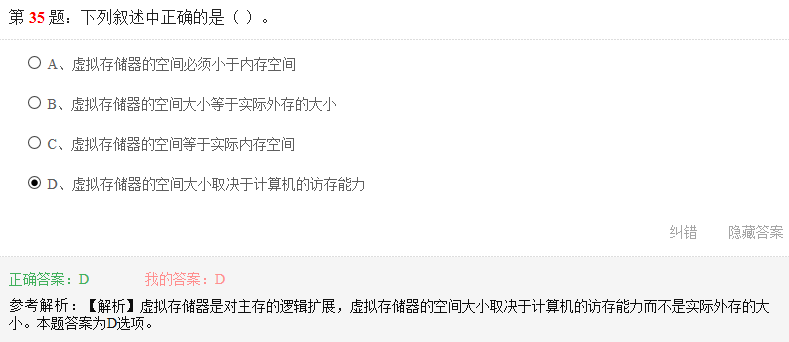 第 35 题：下列叙述中正确的是（ ）。
A、虚拟存储器的空间必须小于内存空间
B、虚拟存储器的空间大小等于实际外存的大小
C、虚拟存储器的空间等于实际内存空间
D、虚拟存储器的空间大小取决于计算机的访存能力
纠错 隐藏答案
正确答案：D 我的答案：D
参考解析：【解析】虚拟存储器是对主存的逻辑扩展，虚拟存储器的空间大小取决于计算机的访存能力而不是实际外存的大
小。本题答案为D选项。